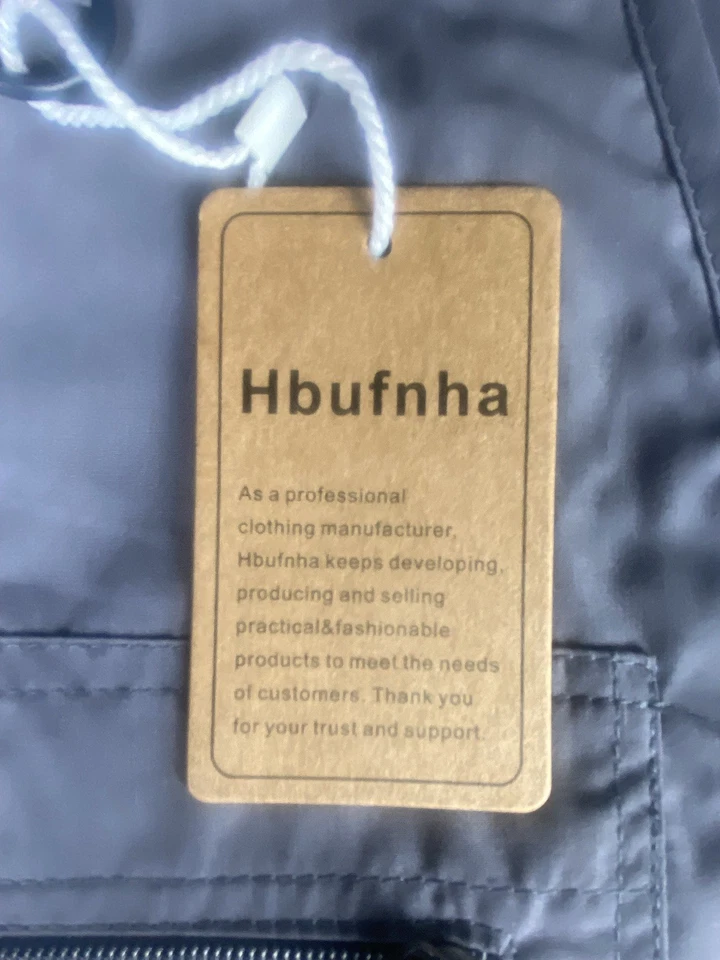 Hbufnha
As a professional
clothing manufacturer,
Hbufnha keeps developing,
producing and selling
practical&fashionable
products to meet the needs
of customers. Thank you
for your trust and support.